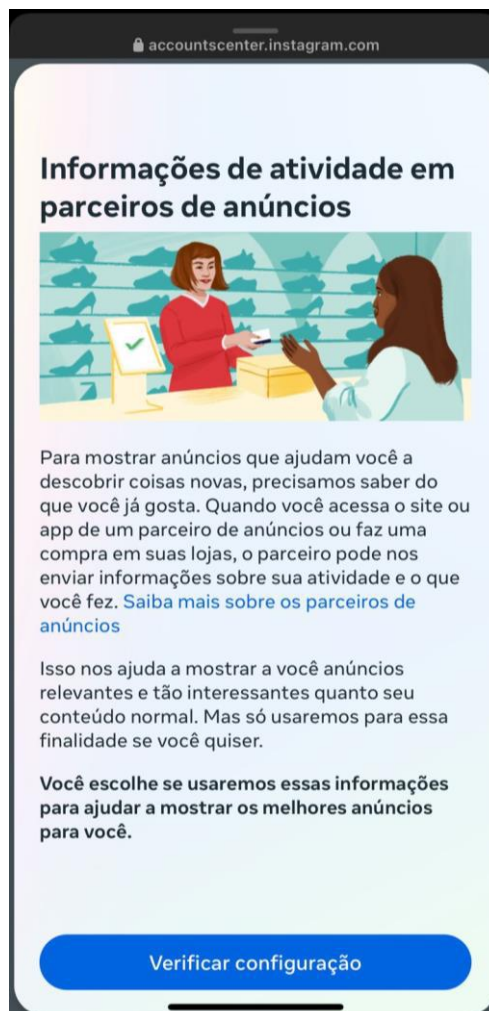 accountscenter.instagram.com
Informações de atividade em
parceiros de anúncios
Para mostrar anúncios que ajudam você a
descobrir coisas novas, precisamos saber do
que você já gosta. Quando você acessa o site ou
app de um parceiro de anúncios ou faz uma
compra em suas lojas, o parceiro pode nos
enviar informações sobre sua atividade e o que
você fez. Saiba mais sobre os parceiros de
anúncios
Isso nos ajuda a mostrar a você anúncios
relevantes e tão interessantes quanto seu
conteúdo normal. Mas só usaremos para essa
finalidade se você quiser.
Você escolhe se usaremos essas informações
para ajudar a mostrar os melhores anúncios
para você.
Verificar configuração